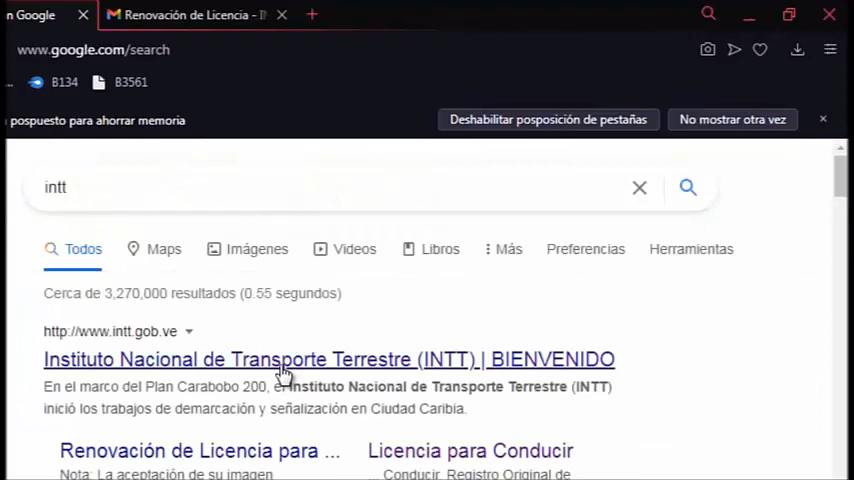 n Google
Renovación de Licencia - I
www.google.com/search
... B134 B3561
pospuesto para ahorrar memoria
Deshabilitar posposición de pestañas
No mostrar otra vez
intt
Todos Maps Imágenes Videos Libros Más Preferencias Herramientas
Cerca de 3,270,000 resultados (0.55 segundos)
http://www.intt.gob.ve
Instituto Nacional de Transporte Terrestre (INTT) | BIENVENIDO
En el marco del Plan Carabobo 200, el Instituto Nacional de Transporte Terrestre (INTT)
inició los trabajos de demarcación y señalización en Ciudad Caribia.
Renovación de Licencia para ... Licencia para Conducir
Nota: La aceptación de su imagen ... Conducir. Registro Original de